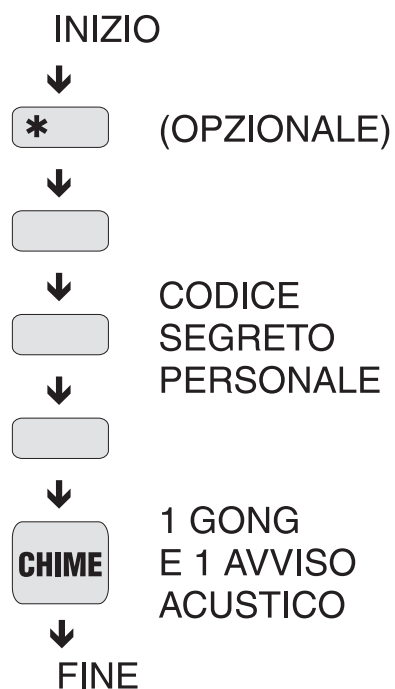 INIZIO
* (OPZIONALE)
CODICE
SEGRETO
PERSONALE
1 GONG
CHIME E 1 AVVISO
ACUSTICO
FINE